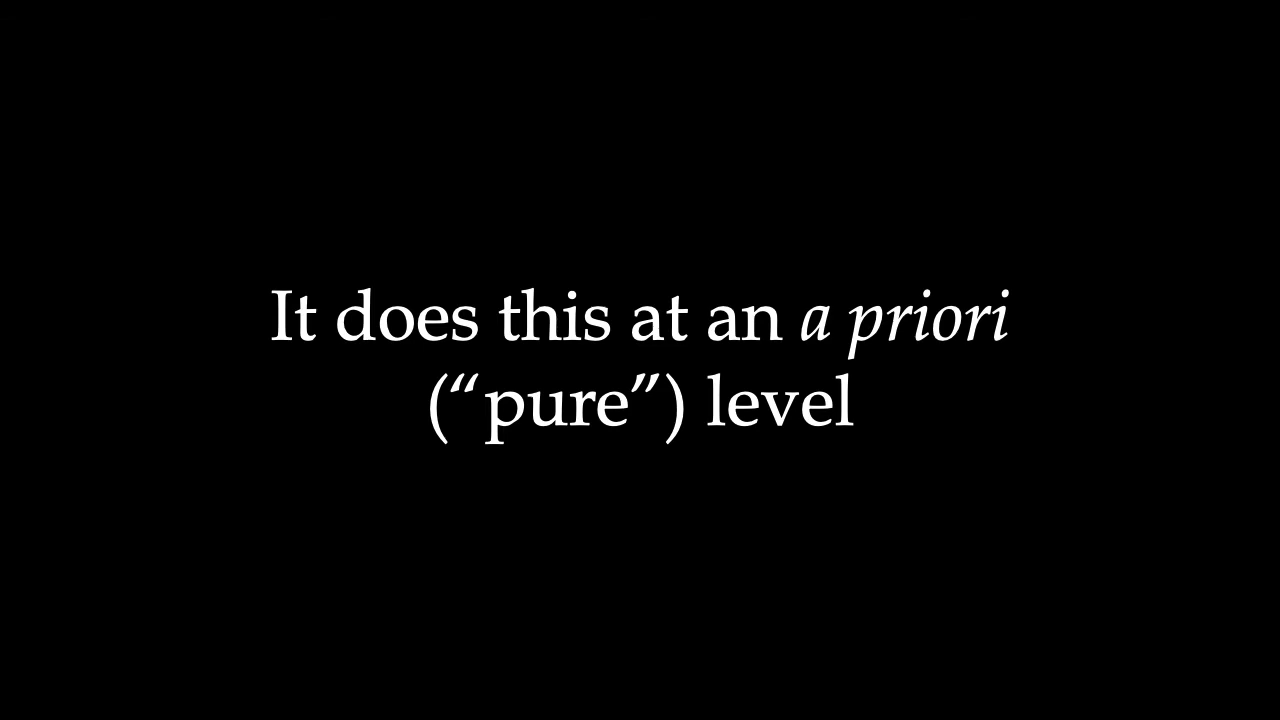 It does this at an a priori
(“pure”) level